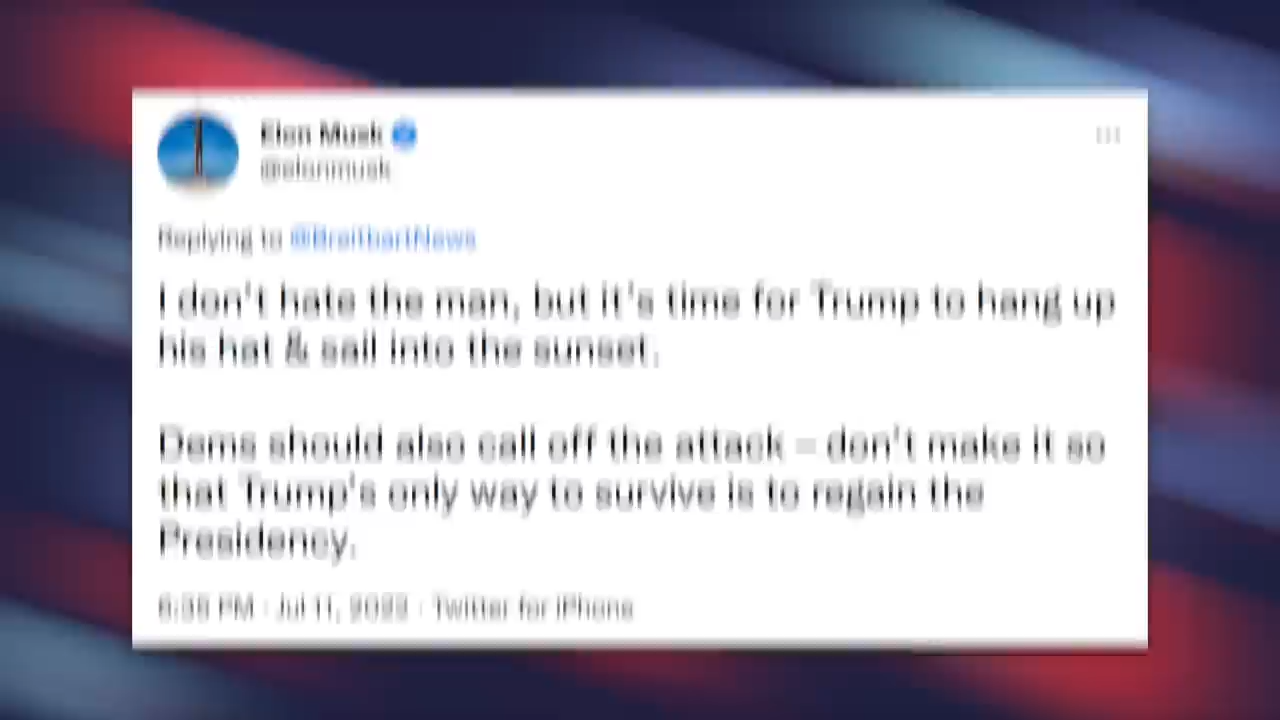 Elon Musk
@elonmusk
Replying to @BreitbartNews
I don't hate the man, but it's time for Trump to hang up
his hat & sail into the sunset.
Dems should also call off the attack – don't make it so
that Trump's only way to survive is to regain the
Presidency.
PM · Jul 11, 2022 · Twitter for iPhone